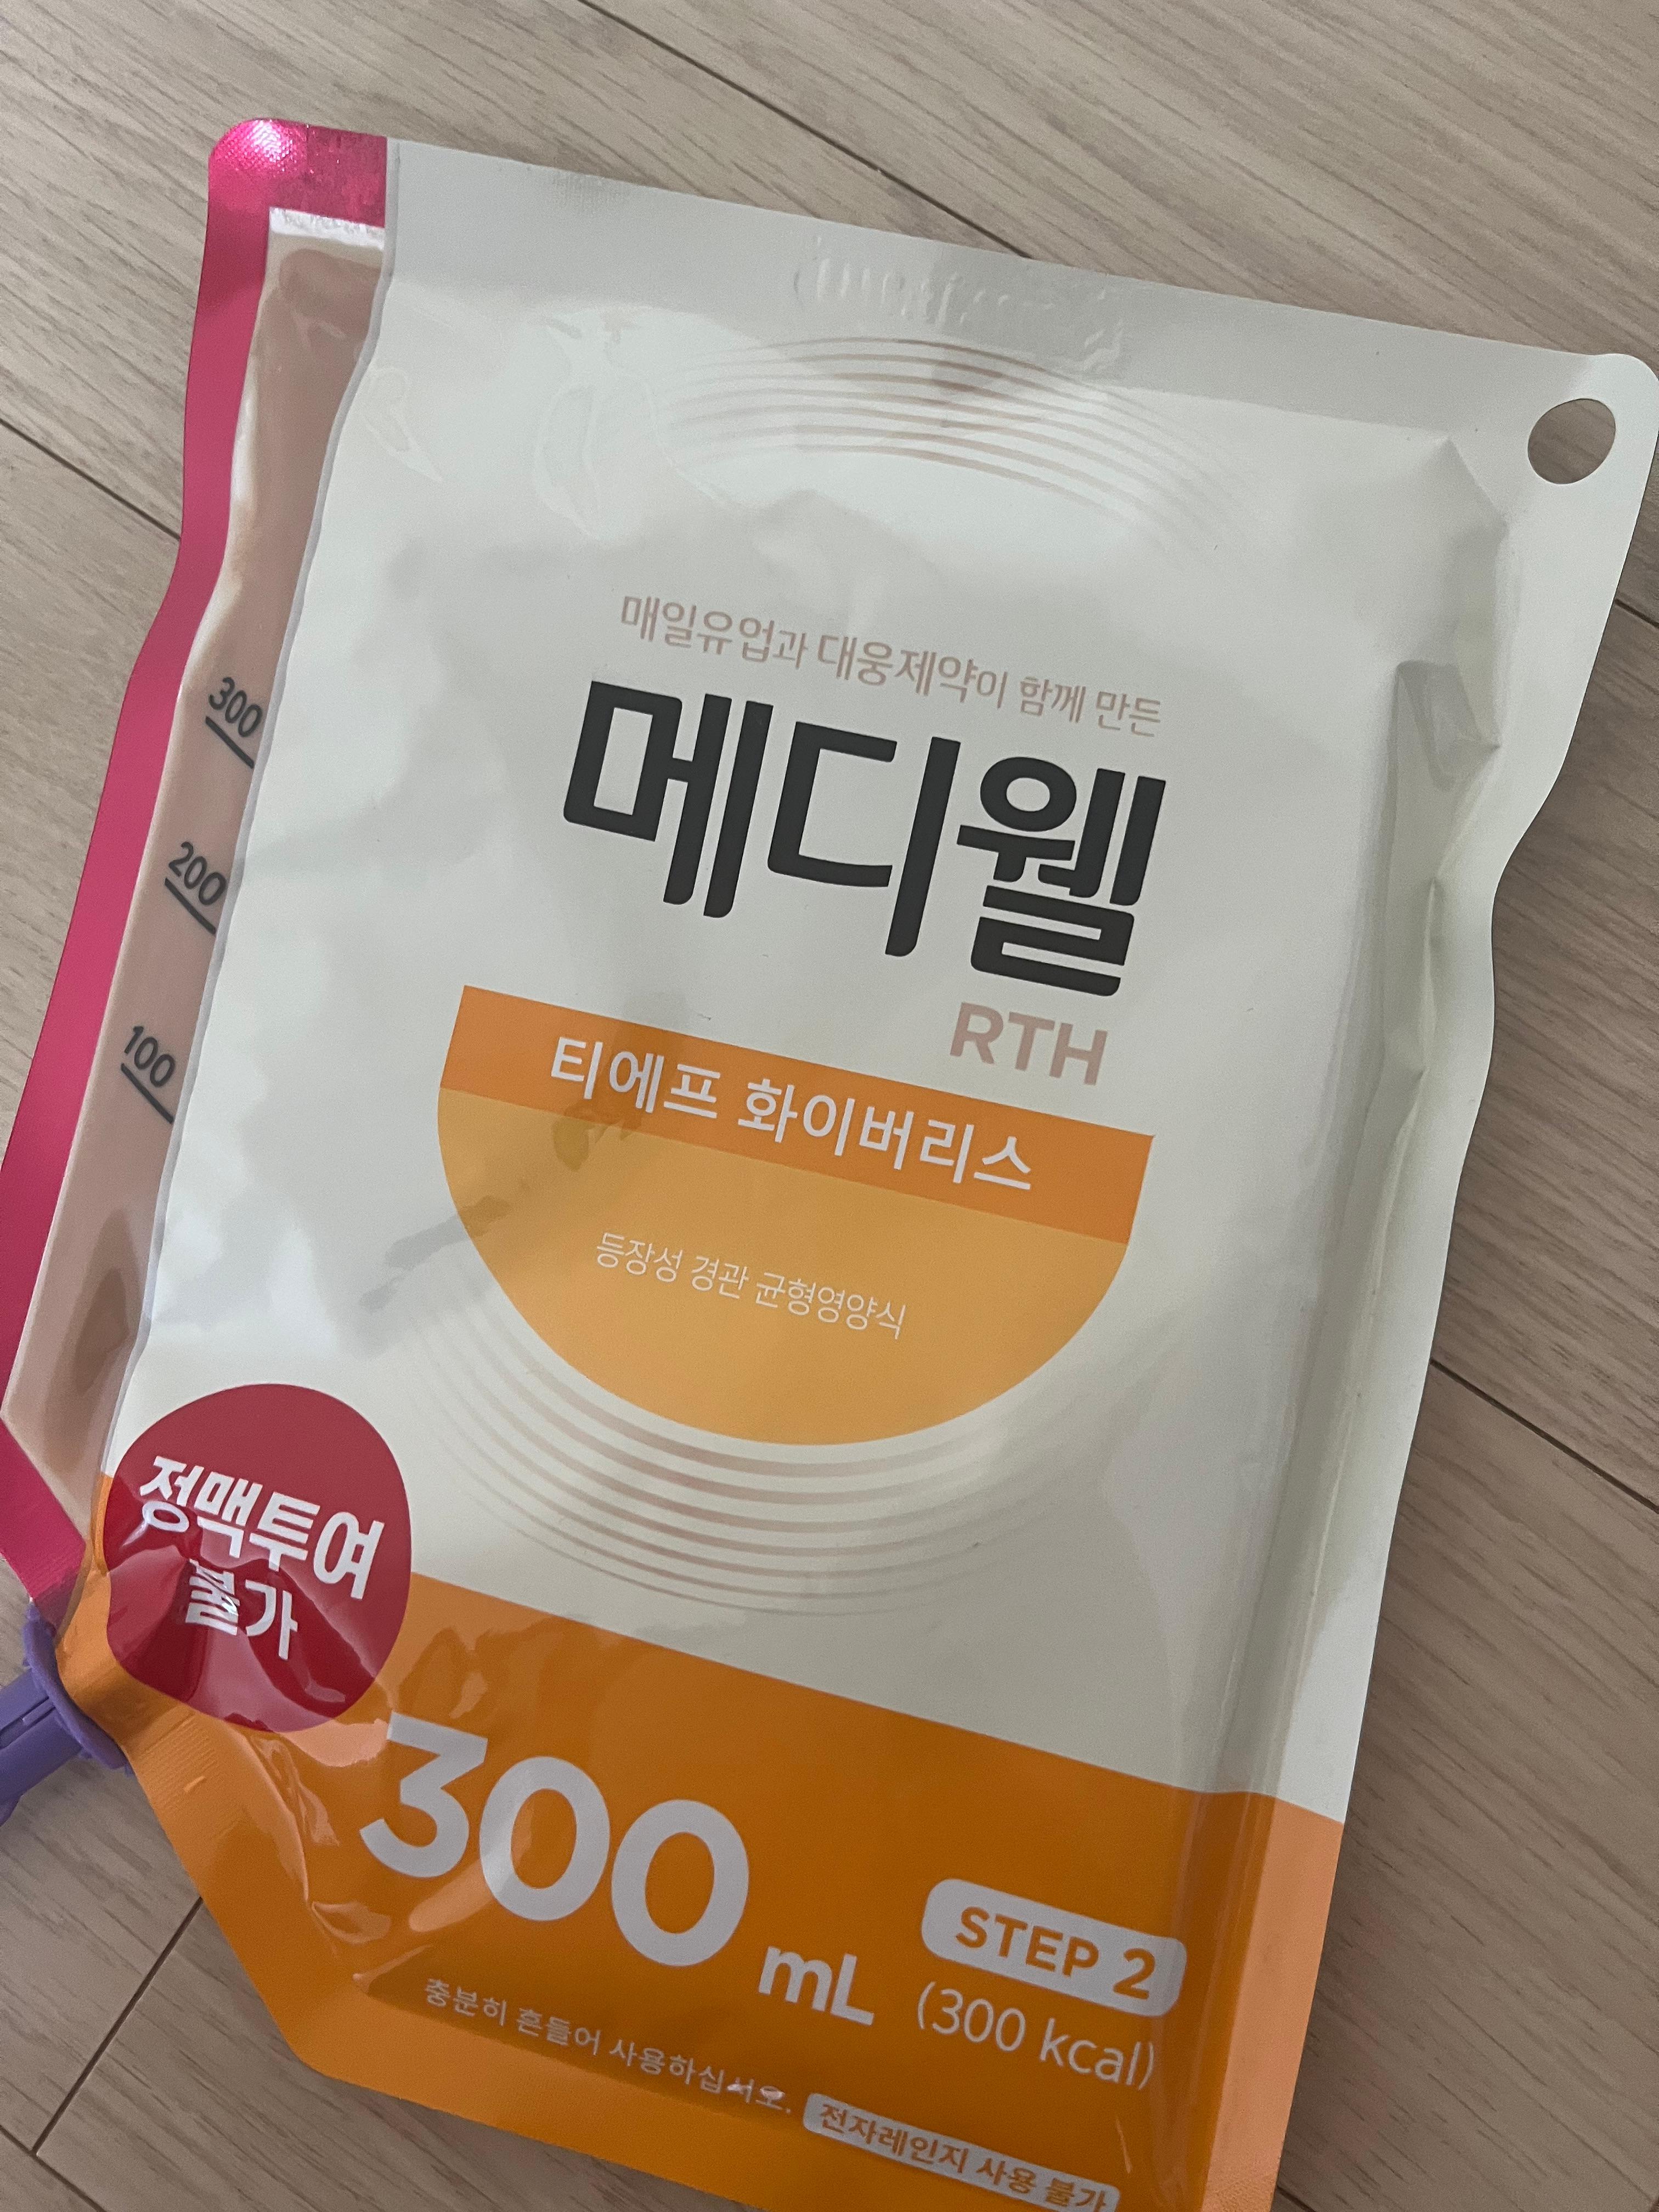 매일유업과 대웅제약이 함께 만든
메디웰
RTH
티에프 화이버리스
등장성 경관 균형영양식
300
200
100
정맥투여
불가
300 mL
STEP 2
(300 kcal)
충분히 흔들어 사용하십시오.
전자레인지 사용 불가